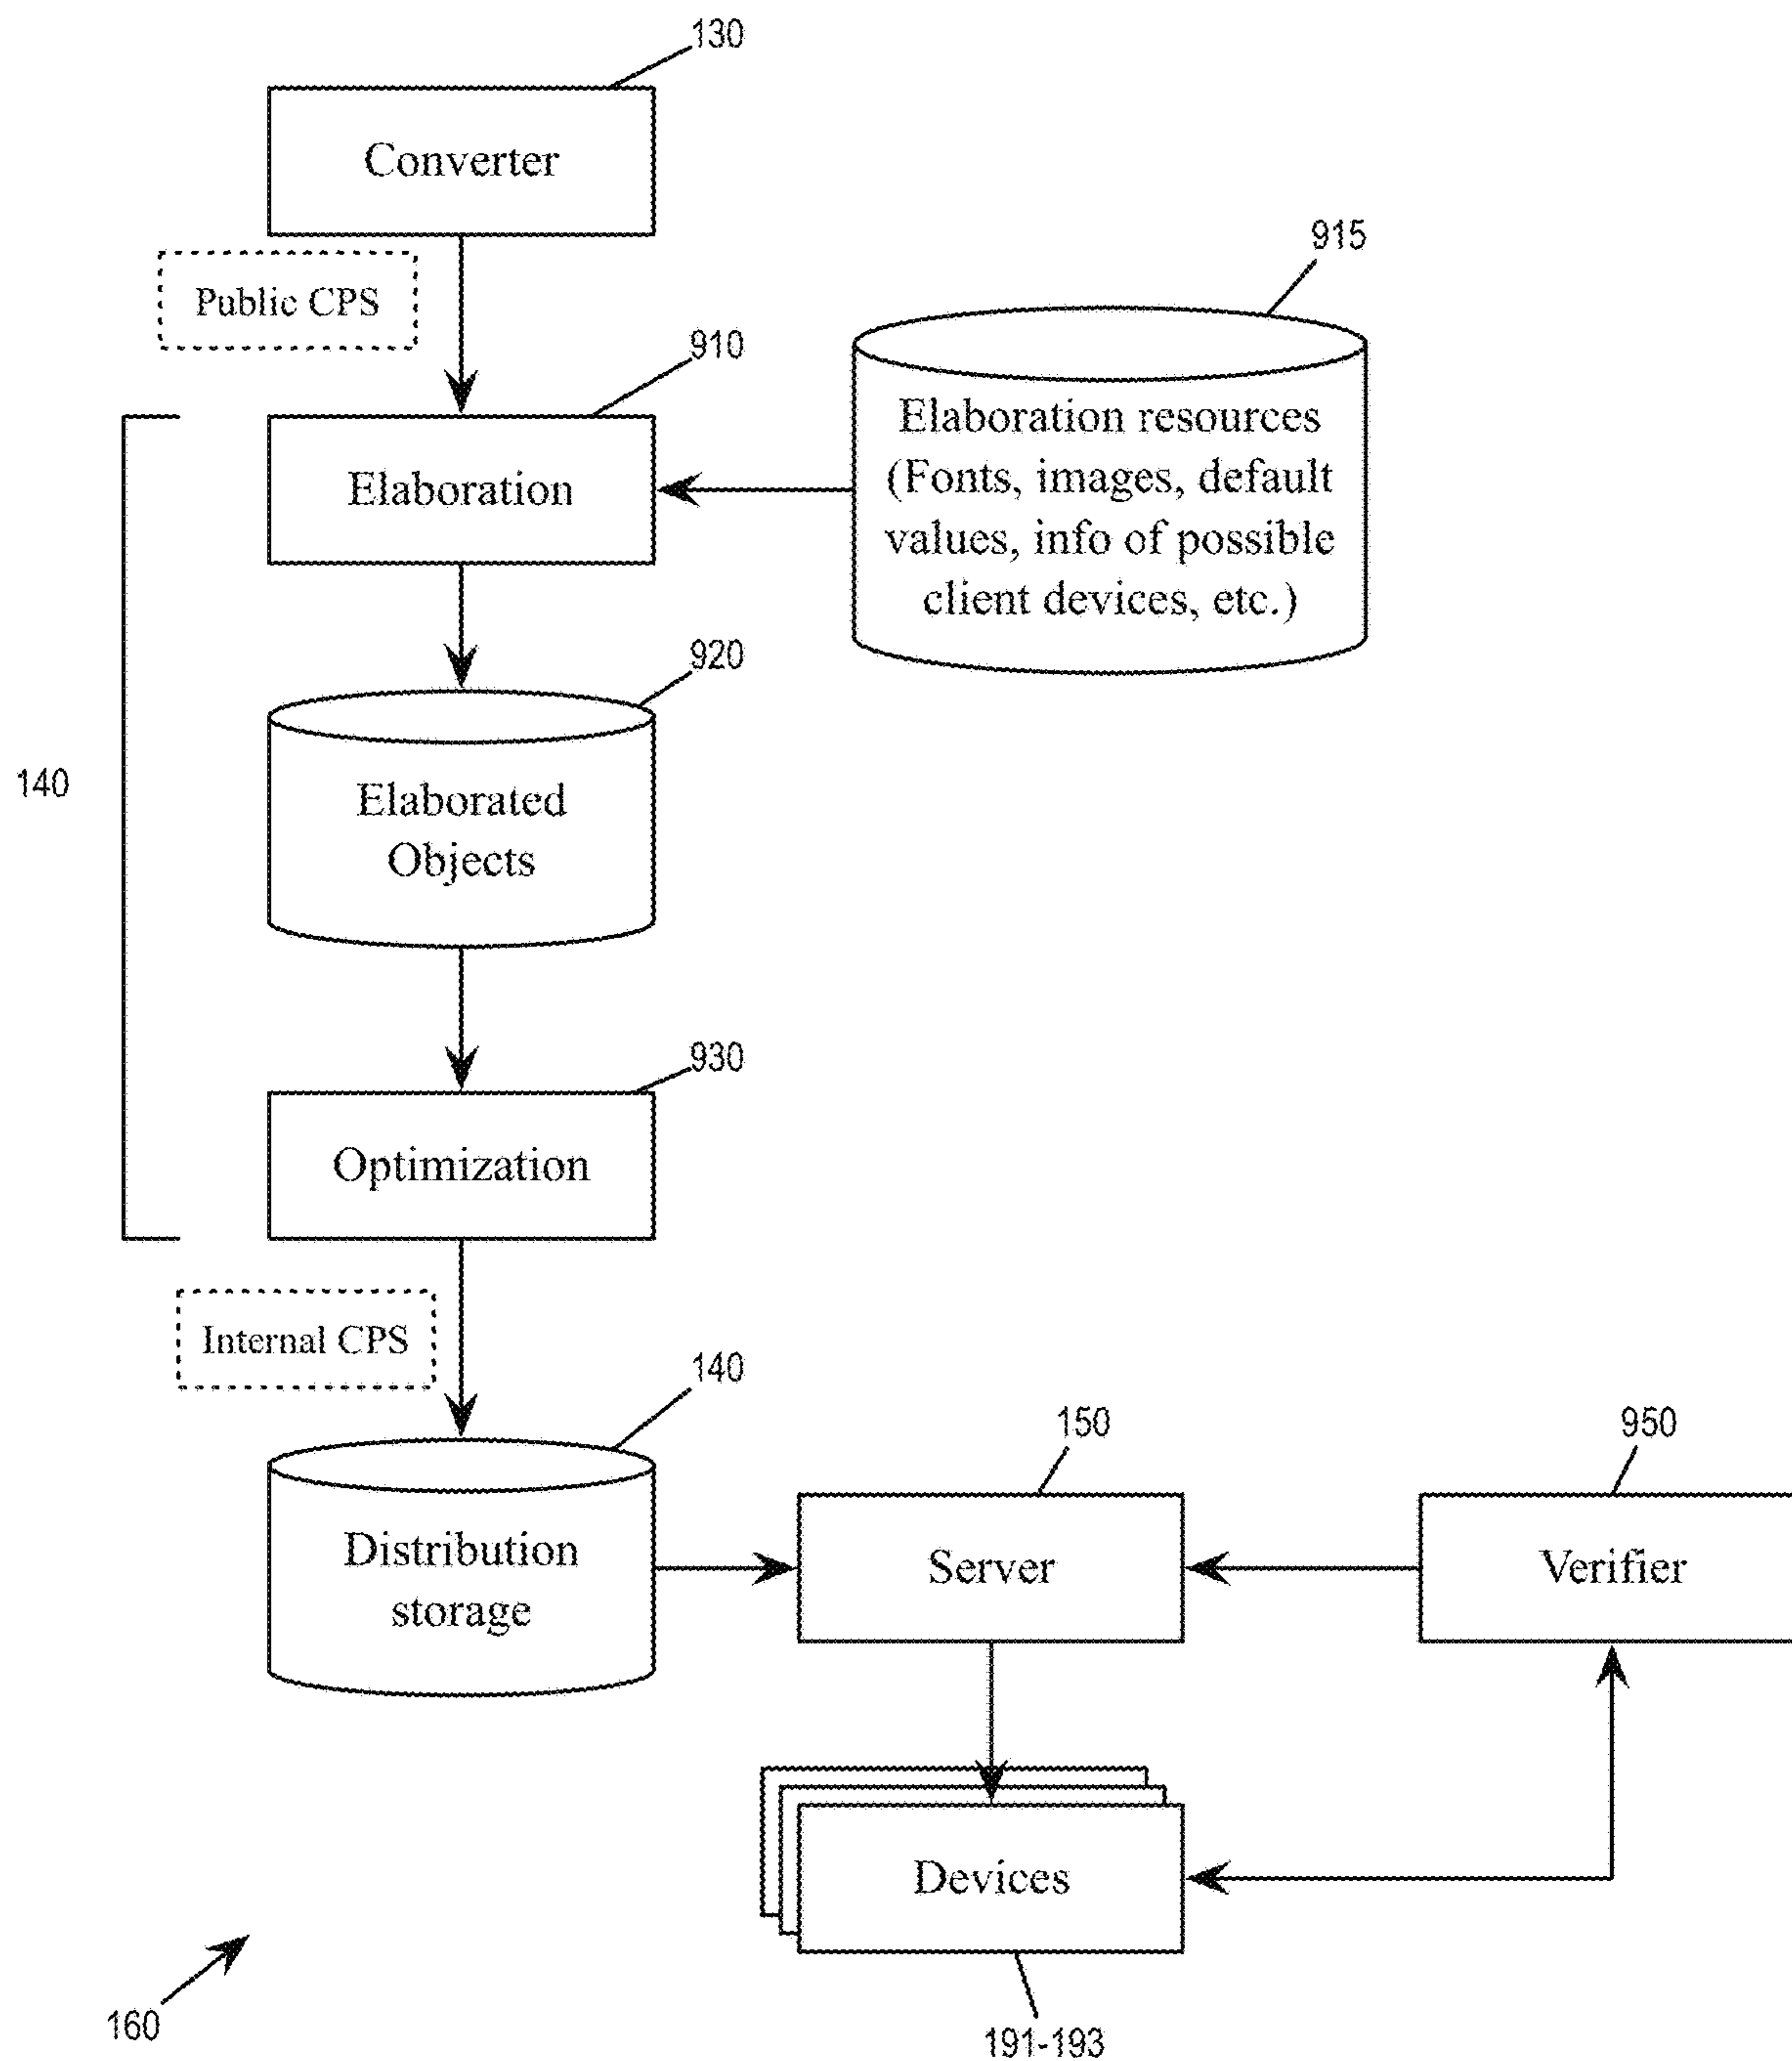 130
Converter
Public CPS
915
910
Elaboration
Elaboration resources
(Fonts, images, default
values, info of possible
client devices, etc.)
920
140
Elaborated
Objects
930
Optimization
Internal CPS
140
150
950
Distribution
storage
Server
Verifier
Devices
160
191-193